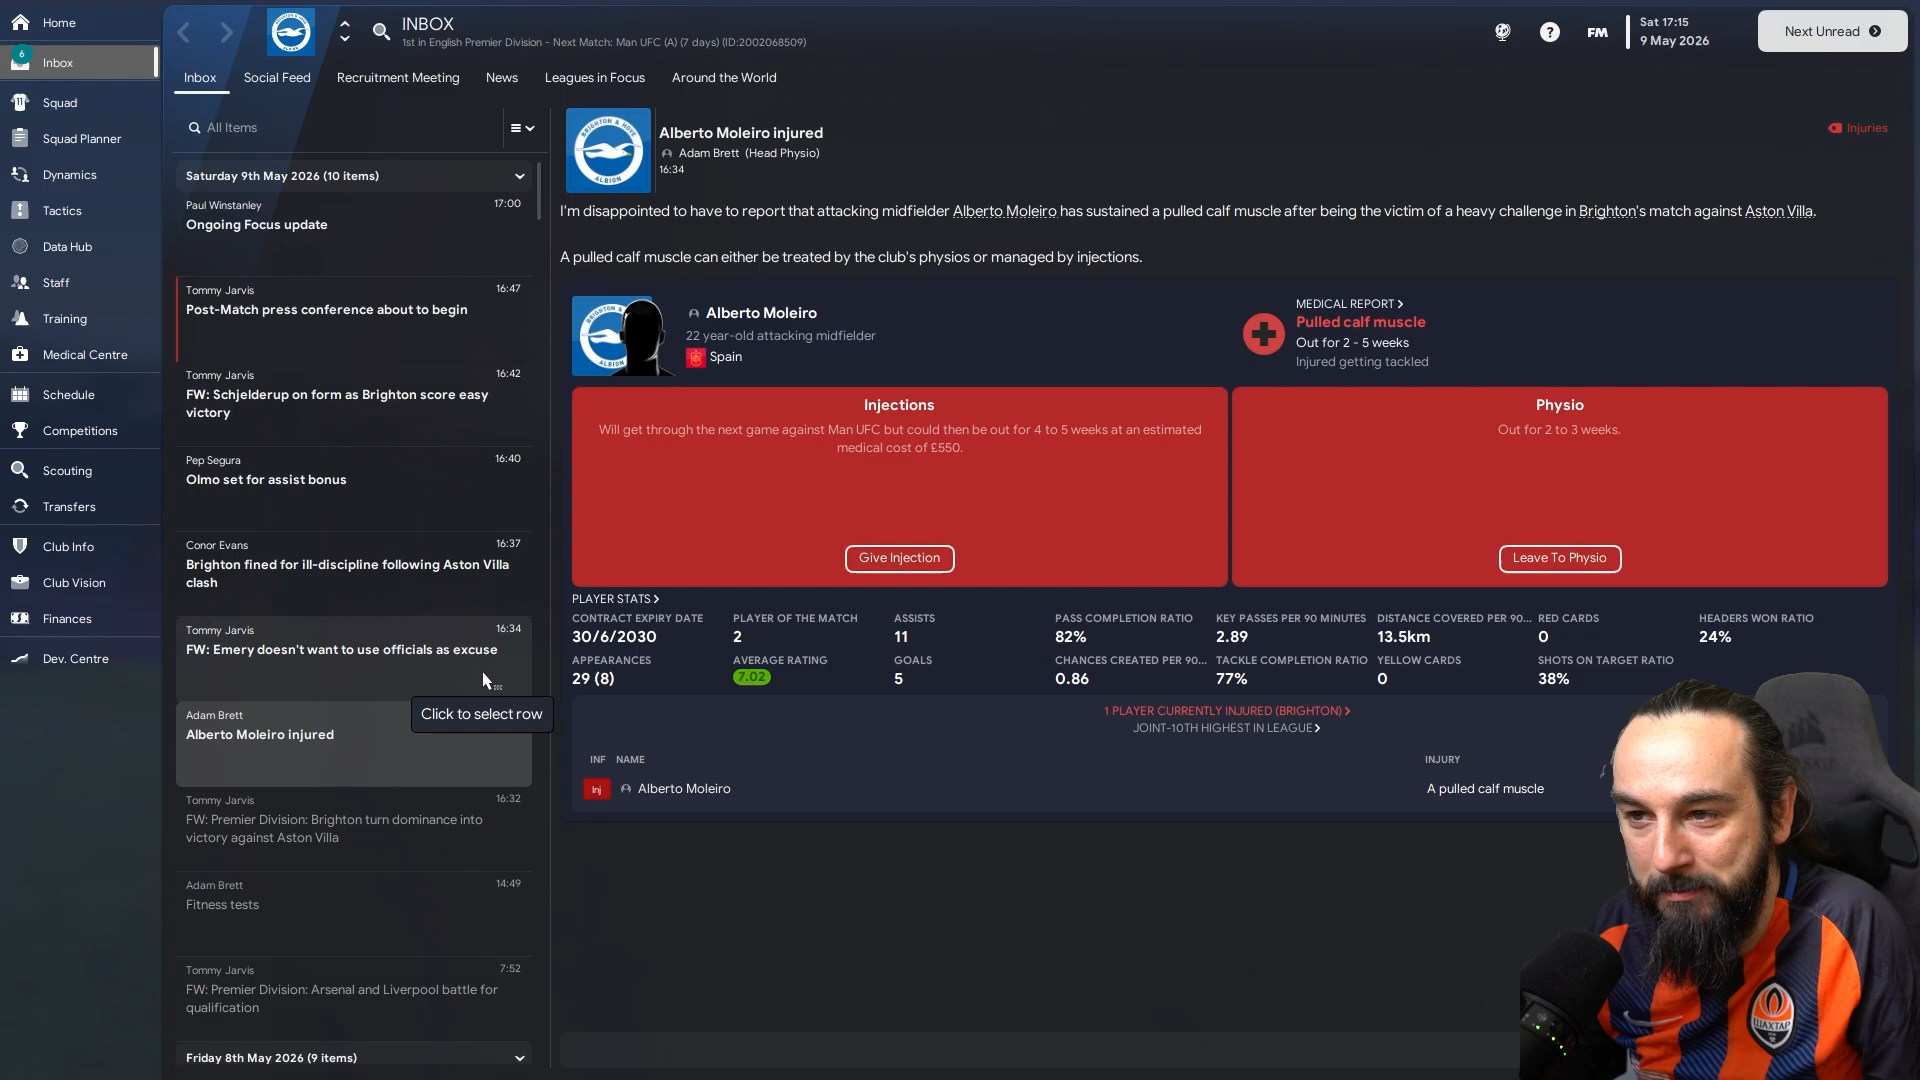 Home
6
Inbox
Squad
Squad Planner
Dynamics
Tactics
Data Hub
Staff
Training
Medical Centre
Schedule
Competitions
Scouting
Transfers
Club Info
Club Vision
Finances
Dev. Centre
INBOX
1st in English Premier Division - Next Match: Man UFC (A) (7 days) (ID:2002068509)
FM
Sat 17:15
9 May 2026
Next Unread
Inbox
Social Feed
Recruitment Meeting
News
Leagues in Focus
Around the World
All Items
Saturday 9th May 2026 (10 items)
Paul Winstanley 17:00
Ongoing Focus update
Tommy Jarvis 16:47
Post-Match press conference about to begin
Tommy Jarvis 16:42
FW: Schjelderup on form as Brighton score easy
victory
Pep Segura 16:40
Olmo set for assist bonus
Conor Evans 16:37
Brighton fined for ill-discipline following Aston Villa
clash
Tommy Jarvis 16:34
FW: Emery doesn't want to use officials as excuse
Click to select row
Adam Brett
Alberto Moleiro injured
Tommy Jarvis 16:32
FW: Premier Division: Brighton turn dominance into
victory against Aston Villa
Adam Brett 14:49
Fitness tests
Tommy Jarvis 7:52
FW: Premier Division: Arsenal and Liverpool battle for
qualification
Friday 8th May 2026 (9 items)
BRIGHTON & HOVE
ALBION
Alberto Moleiro injured
Adam Brett (Head Physio)
16:34
Injuries
I'm disappointed to have to report that attacking midfielder Alberto Moleiro has sustained a pulled calf muscle after being the victim of a heavy challenge in Brighton's match against Aston Villa.
A pulled calf muscle can either be treated by the club's physios or managed by injections.
Alberto Moleiro
22 year-old attacking midfielder
Spain
MEDICAL REPORT
Pulled calf muscle
Out for 2 - 5 weeks
Injured getting tackled
Injections
Will get through the next game against Man UFC but could then be out for 4 to 5 weeks at an estimated
medical cost of £550.
Give Injection
Physio
Out for 2 to 3 weeks.
Leave To Physio
PLAYER STATS
CONTRACT EXPIRY DATE PLAYER OF THE MATCH ASSISTS PASS COMPLETION RATIO KEY PASSES PER 90 MINUTES DISTANCE COVERED PER 90... RED CARDS HEADERS WON RATIO
30/6/2030 2 11 82% 2.89 13.5km 0 24%
APPEARANCES AVERAGE RATING GOALS CHANCES CREATED PER 90... TACKLE COMPLETION RATIO YELLOW CARDS SHOTS ON TARGET RATIO
29 (8) 7.02 5 0.86 77% 0 38%
1 PLAYER CURRENTLY INJURED (BRIGHTON)
JOINT-10TH HIGHEST IN LEAGUE
INF NAME INJURY
Inj Alberto Moleiro A pulled calf muscle
ШАХТАР